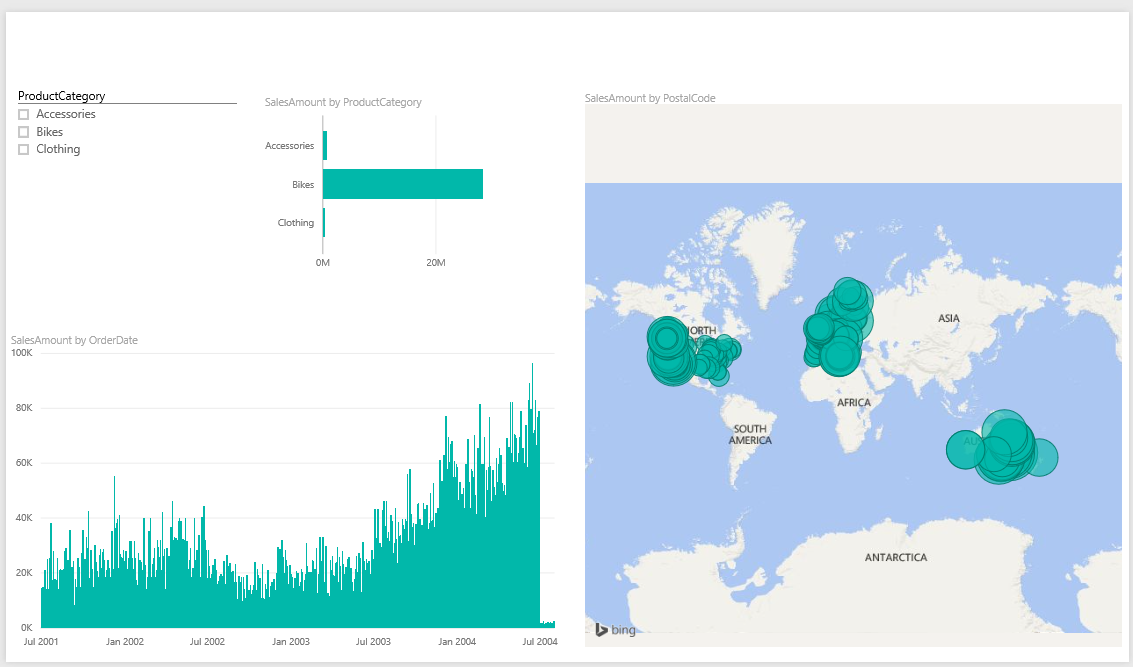 ProductCategory
Accessories
Bikes
Clothing
SalesAmount by ProductCategory
Accessories
Bikes
Clothing
0M 20M
SalesAmount by OrderDate
100K
80K
60K
40K
20K
0K
Jul 2001 Jan 2002 Jul 2002 Jan 2003 Jul 2003 Jan 2004 Jul 2004
SalesAmount by PostalCode
ASIA
AFRICA
SOUTH
AMERICA
ANTARCTICA
bing